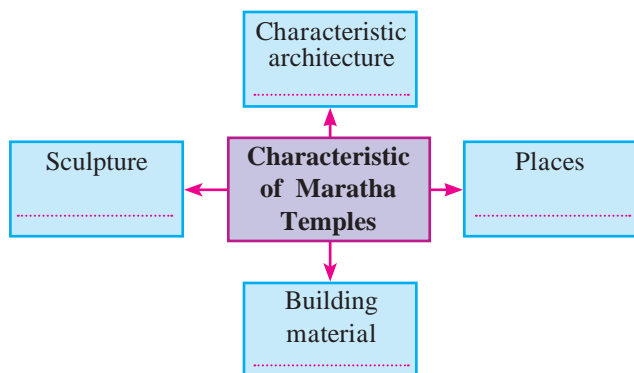 Characteristic
architecture
Sculpture
Characteristic
of Maratha
Temples
Places
Building
material